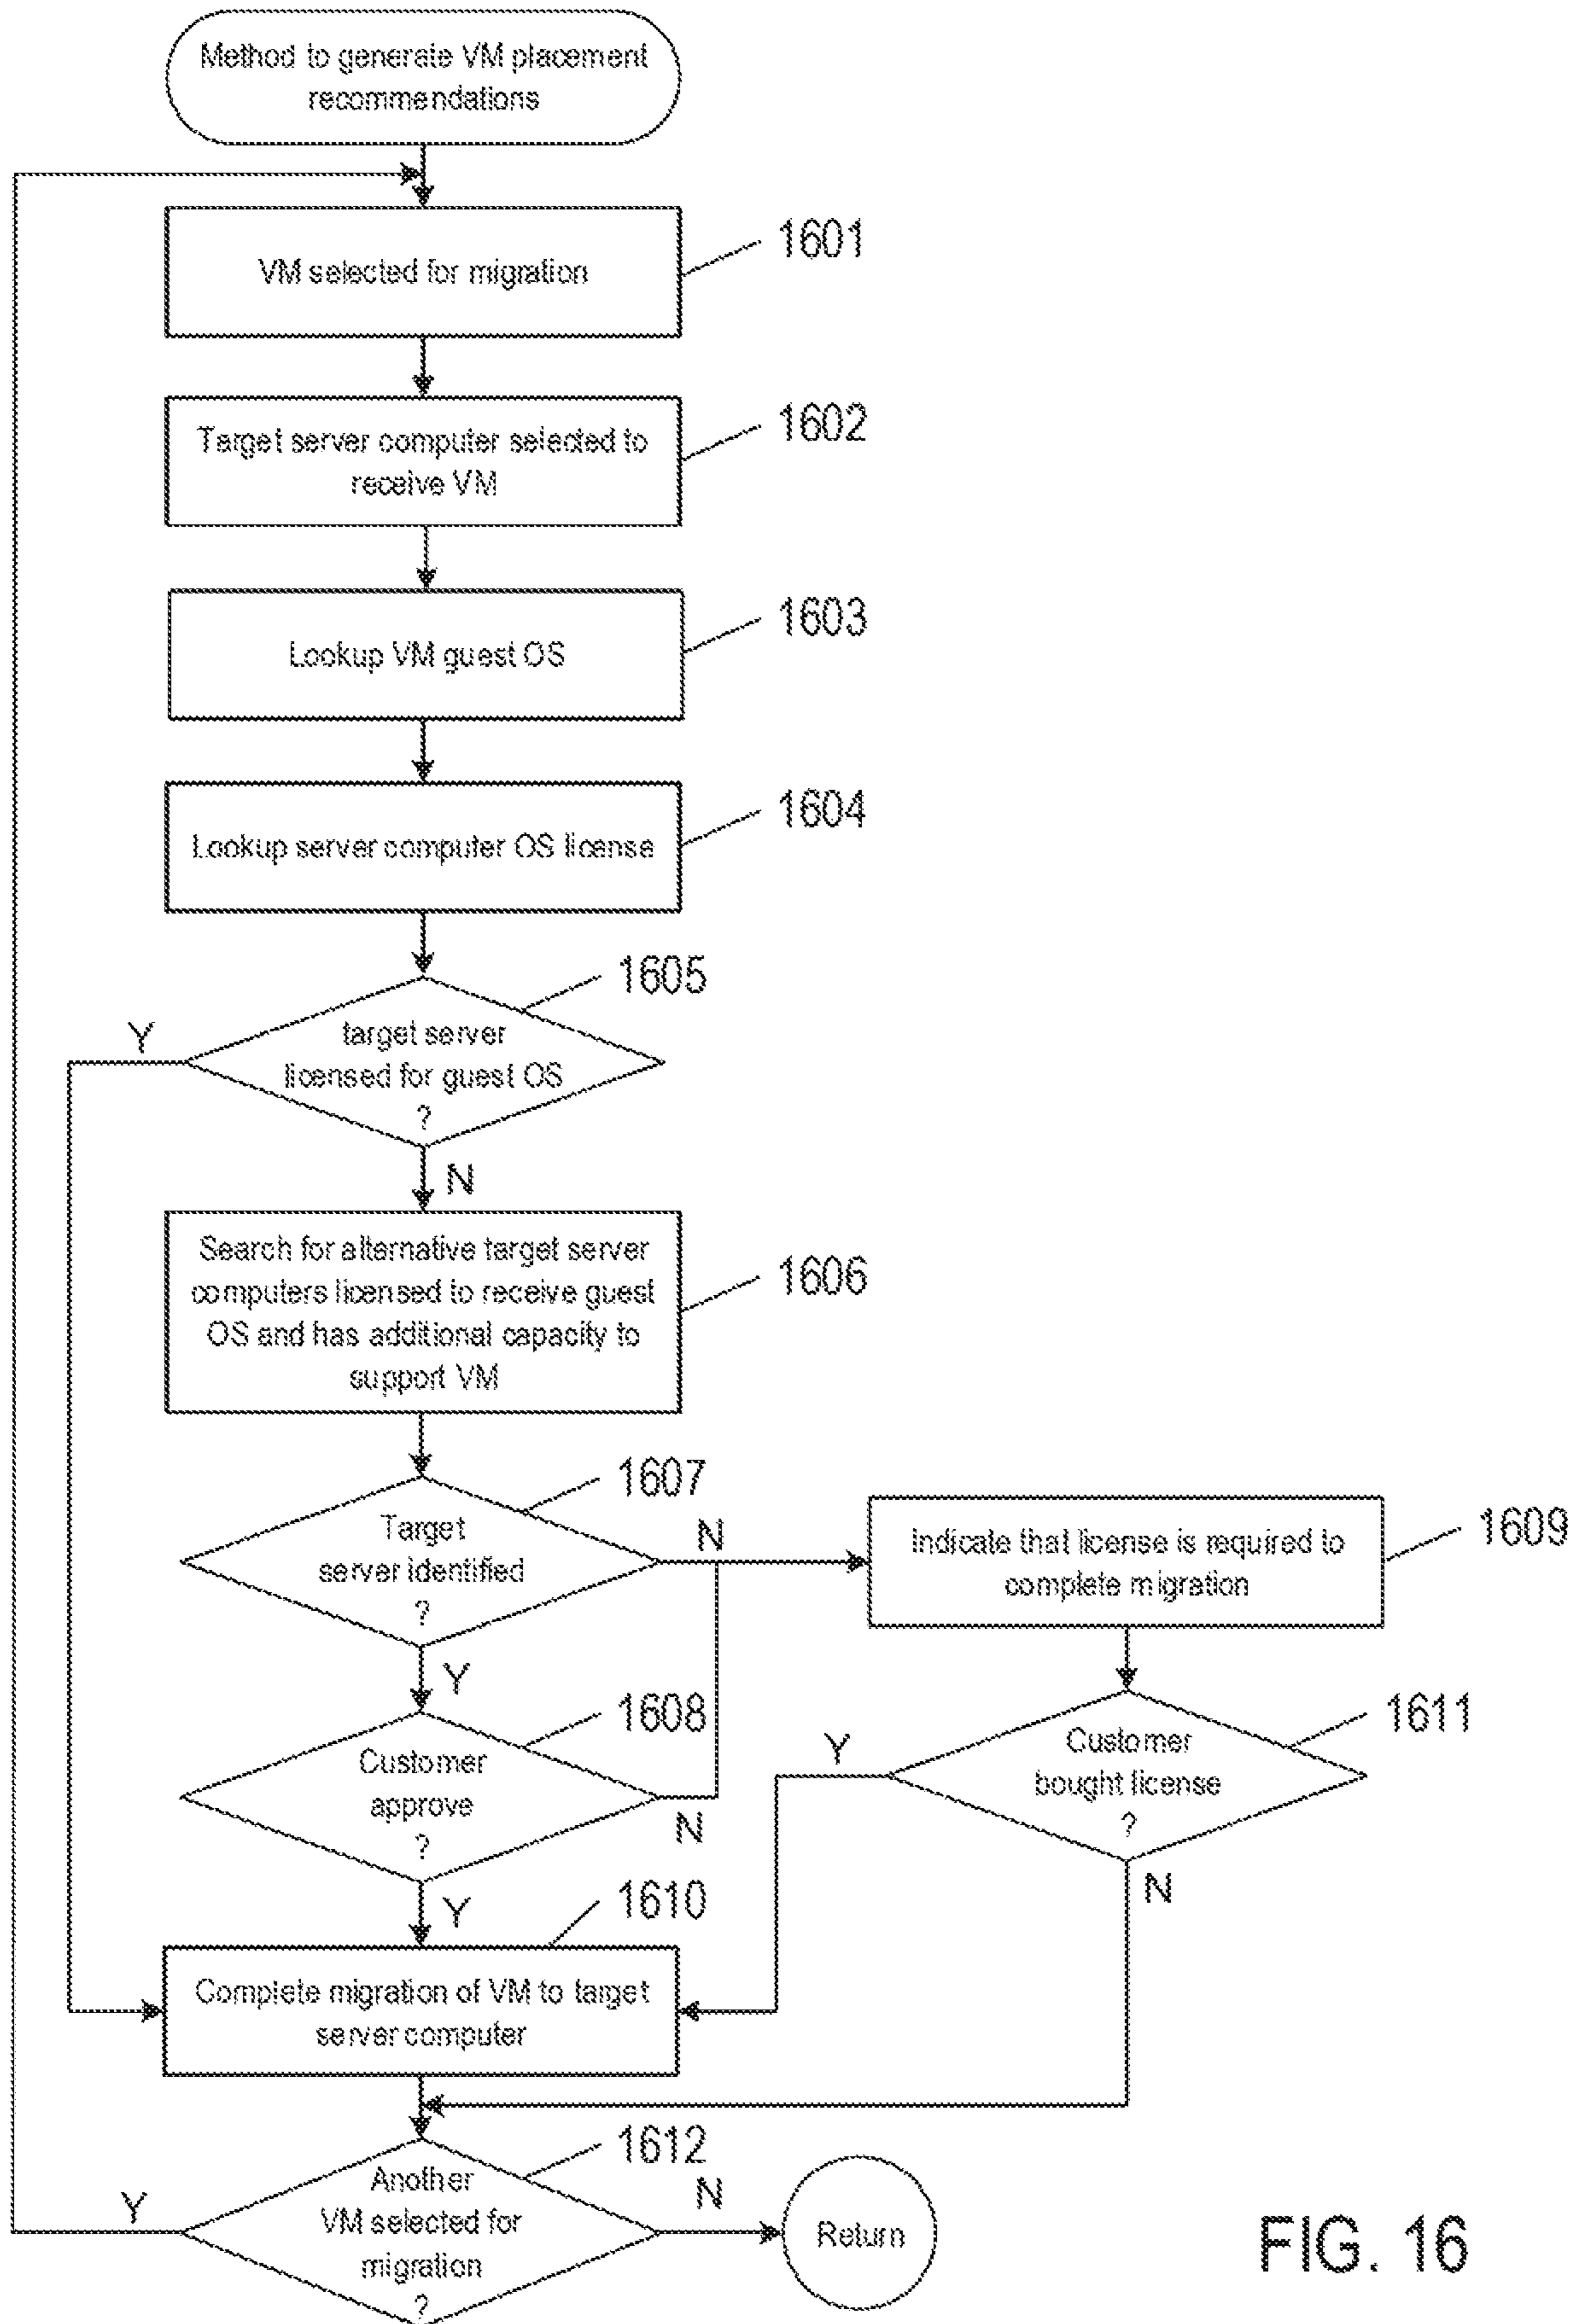 Method to generate VM placement
recommendations
VM selected for migration
1601
Target server computer selected to
receive VM
1602
Lookup VM guest OS
1603
Lookup server computer OS license
1604
target server
licensed for guest OS
?
1605
Y
N
Search for alternative target server
computers licensed to receive guest
OS and has additional capacity to
support VM
1606
Target
server identified
?
1607
N
Y
Indicate that license is required to
complete migration
1609
Customer
approve
?
1608
N
Y
Customer
bought license
?
1611
Y
N
Complete migration of VM to target
server computer
1610
Another
VM selected for
migration
?
1612
Y
N
Return
FIG. 16